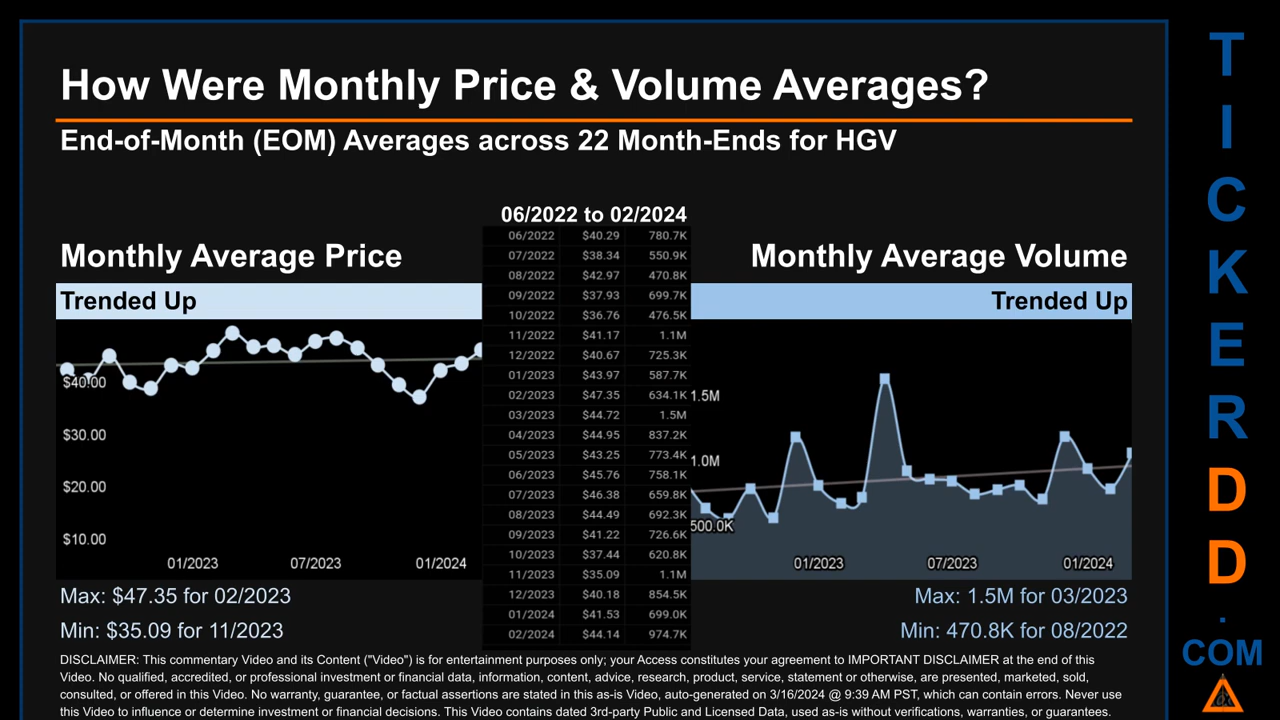 How Were Monthly Price & Volume Averages?
End-of-Month (EOM) Averages across 22 Month-Ends for HGV
06/2022 to 02/2024
Monthly Average Price
Trended Up
$40.00
$30.00
$20.00
$10.00
01/2023 07/2023 01/2024
Max: $47.35 for 02/2023
Min: $35.09 for 11/2023
06/2022 $40.29 780.7K
07/2022 $38.34 550.9K
08/2022 $42.97 470.8K
09/2022 $37.93 699.7K
10/2022 $36.76 476.5K
11/2022 $41.17 1.1M
12/2022 $40.67 725.3K
01/2023 $43.97 587.7K
02/2023 $47.35 634.1K
03/2023 $44.72 1.5M
04/2023 $44.95 837.2K
05/2023 $43.25 773.4K
06/2023 $45.76 758.1K
07/2023 $46.38 659.8K
08/2023 $44.49 692.3K
09/2023 $41.22 726.6K
10/2023 $37.44 620.8K
11/2023 $35.09 1.1M
12/2023 $40.18 854.5K
01/2024 $41.53 699.0K
02/2024 $44.14 974.7K
Monthly Average Volume
Trended Up
1.5M
1.0M
500.0K
01/2023 07/2023 01/2024
Max: 1.5M for 03/2023
Min: 470.8K for 08/2022
DISCLAIMER: This commentary Video and its Content ("Video") is for entertainment purposes only; your Access constitutes your agreement to IMPORTANT DISCLAIMER at the end of this
Video. No qualified, accredited, or professional investment or financial data, information, content, advice, research, product, service, statement or otherwise, are presented, marketed, sold,
consulted, or offered in this Video. No warranty, guarantee, or factual assertions are stated in this as-is Video, auto-generated on 3/16/2024 @ 9:39 AM PST, which can contain errors. Never use
this Video to influence or determine investment or financial decisions. This Video contains dated 3rd-party Public and Licensed Data, used as-is without verifications, warranties, or guarantees.
T
I
C
K
E
R
D
D
.
COM